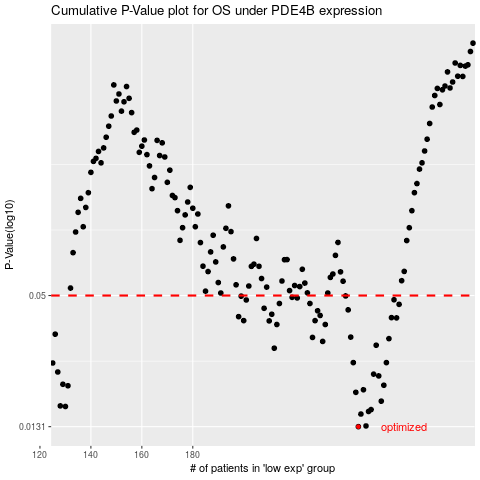 Cumulative P-Value plot for OS under PDE4B expression
P-Value(log10)
0.05
0.0131
optimized
120 140 160 180
# of patients in 'low exp' group